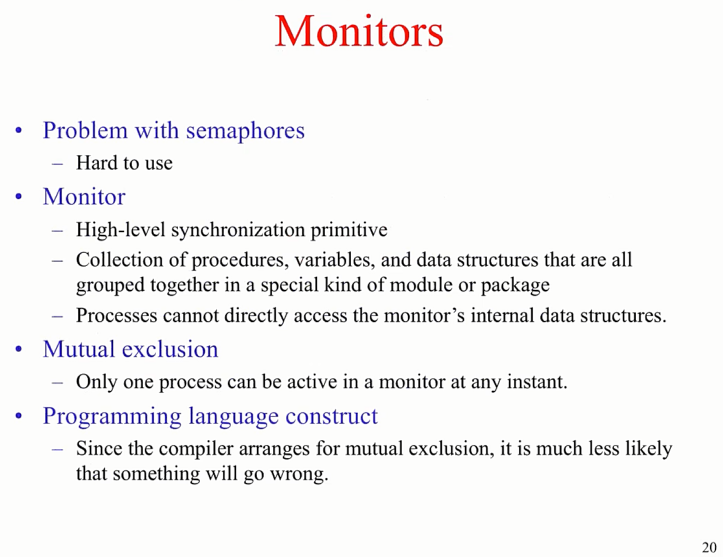 Monitors
• Problem with semaphores
– Hard to use
• Monitor
– High-level synchronization primitive
– Collection of procedures, variables, and data structures that are all
grouped together in a special kind of module or package
– Processes cannot directly access the monitor’s internal data structures.
• Mutual exclusion
– Only one process can be active in a monitor at any instant.
• Programming language construct
– Since the compiler arranges for mutual exclusion, it is much less likely
that something will go wrong.
20